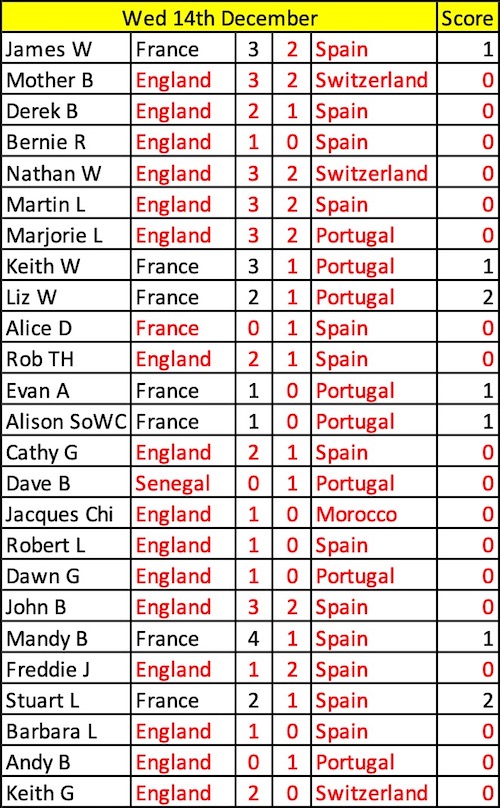 Wed 14th December Score
James W France 3 2 Spain 1
Mother B England 3 2 Switzerland 0
Derek B England 2 1 Spain 0
Bernie R England 1 0 Spain 0
Nathan W England 3 2 Switzerland 0
Martin L England 3 2 Spain 0
Marjorie L England 3 2 Portugal 0
Keith W France 3 1 Portugal 1
Liz W France 2 1 Portugal 2
Alice D France 0 1 Spain 0
Rob TH England 2 1 Spain 0
Evan A France 1 0 Portugal 1
Alison SoWC France 1 0 Portugal 1
Cathy G England 2 1 Spain 0
Dave B Senegal 0 1 Portugal 0
Jacques Chi England 1 0 Morocco 0
Robert L England 1 0 Spain 0
Dawn G England 1 0 Portugal 0
John B England 3 2 Spain 0
Mandy B France 4 1 Spain 1
Freddie J England 1 2 Spain 0
Stuart L France 2 1 Spain 2
Barbara L England 1 0 Spain 0
Andy B England 0 1 Portugal 0
Keith G England 2 0 Switzerland 0